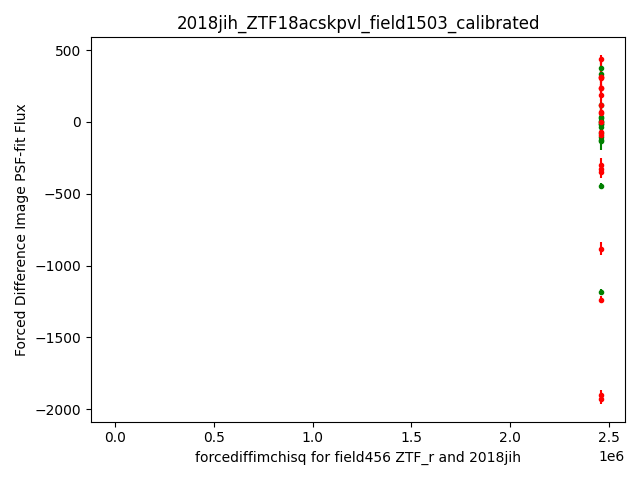 2018jih_ZTF18acskpvl_field1503_calibrated
Forced Difference Image PSF-fit Flux
500
0
−500
−1000
−1500
−2000
0.0 0.5 1.0 1.5 2.0 2.5
1e6
forcediffimchisq for field456 ZTF_r and 2018jih